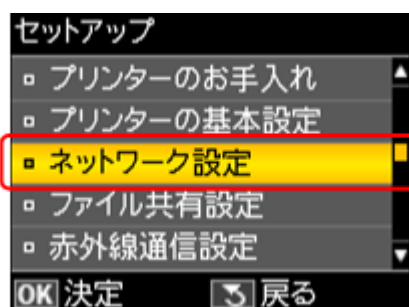 セットアップ
プリンターのお手入れ
プリンターの基本設定
ネットワーク設定
ファイル共有設定
赤外線通信設定
OK 決定 戻る